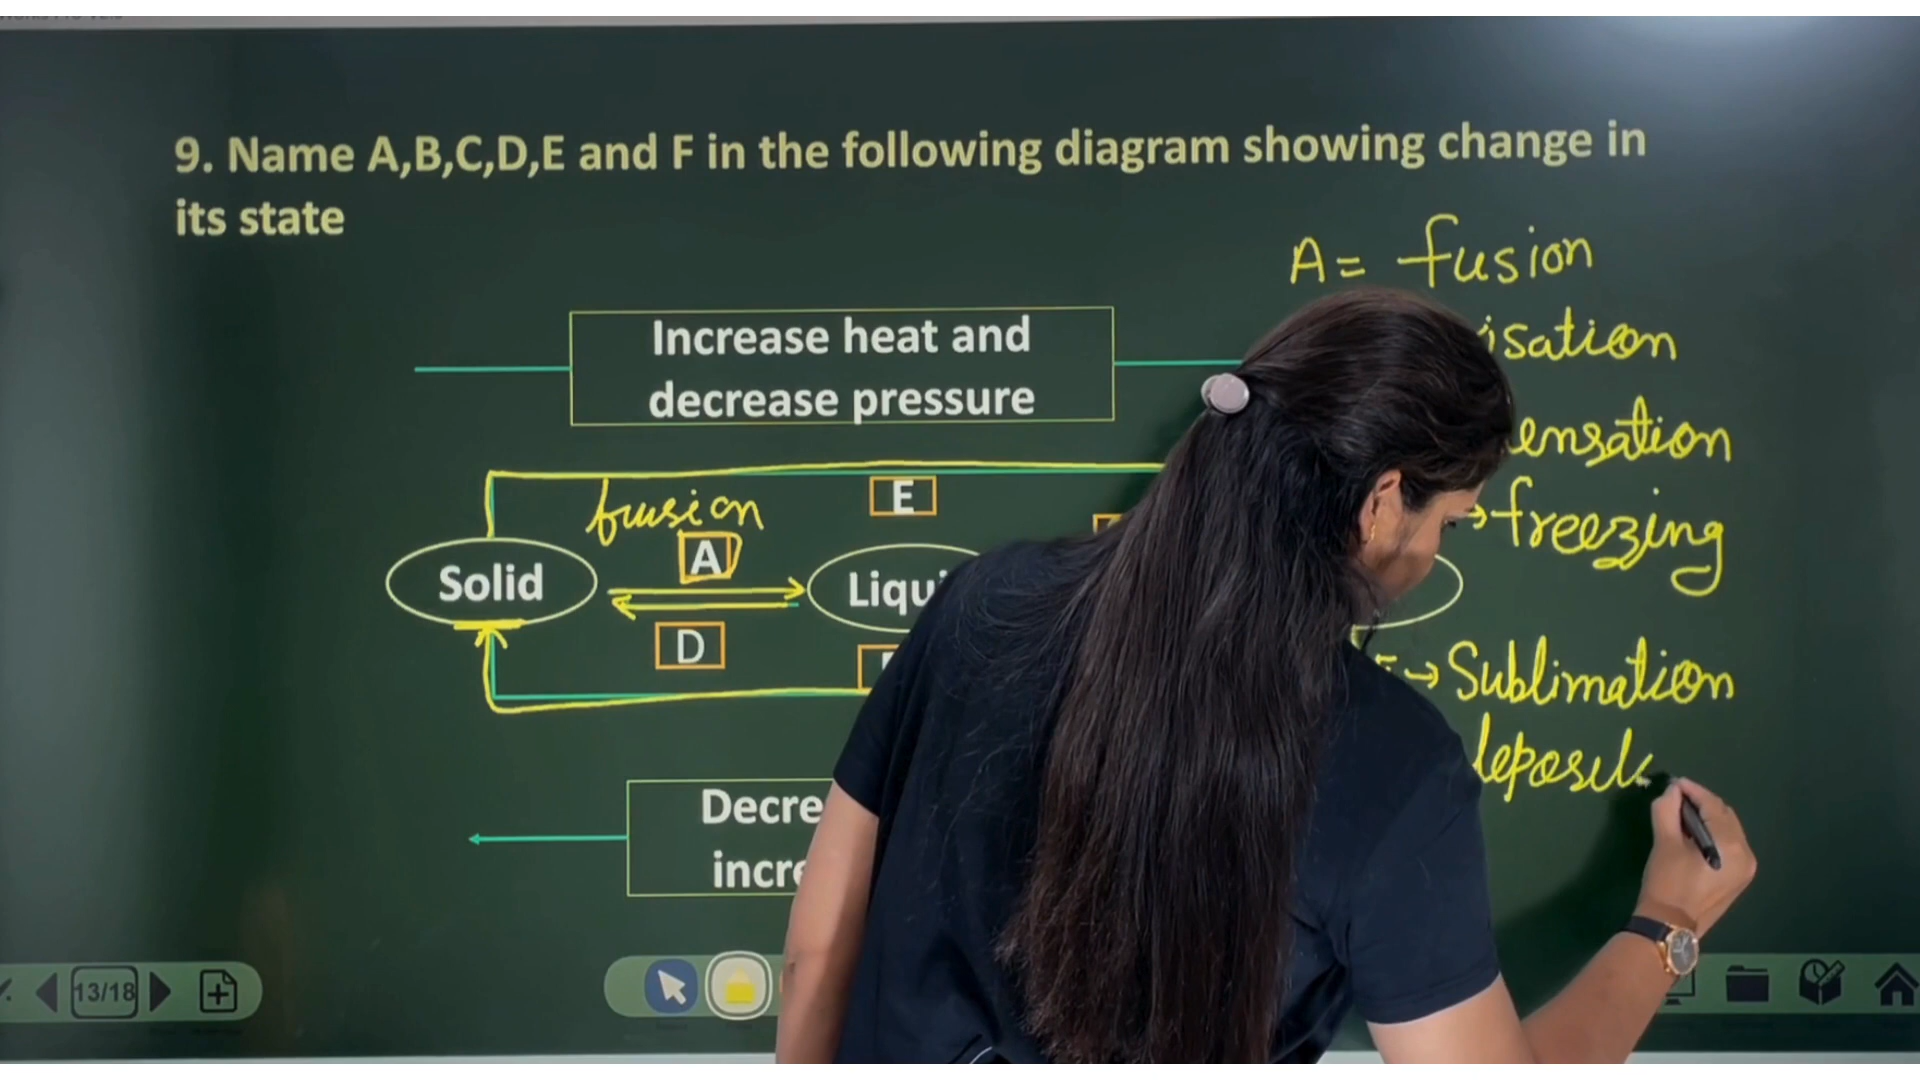 9. Name A,B,C,D,E and F in the following diagram showing change in
its state
A = fusion
Increase heat and
decrease pressure
isation
ensation
→ freezing
fusion
E
A
Solid
Liqu
D
→ Sublimation
Decre
incre
13/18